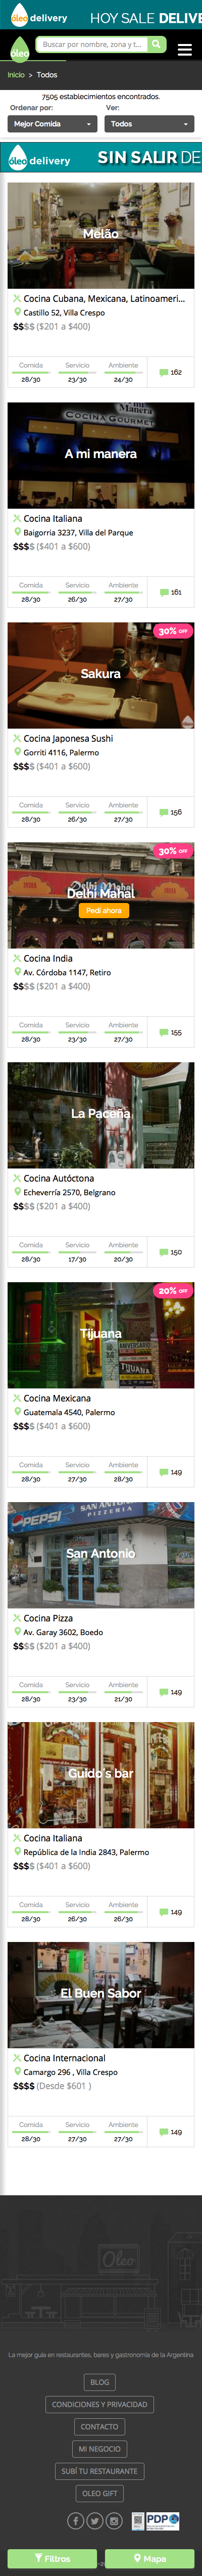 óleo delivery HOY SALE DELIVE
óleo
Buscar por nombre, zona y t...
Inicio > Todos
7505 establecimientos encontrados.
Ordenar por: Ver:
Mejor Comida Todos
óleo delivery SIN SALIR DE
Melão
Cocina Cubana, Mexicana, Latinoameri...
Castillo 52, Villa Crespo
$$$$ ($201 a $400)
Comida Servicio Ambiente
28/30 23/30 24/30 162
Manera
COCINA GOURMET
A mi manera
Cocina Italiana
Baigorria 3237, Villa del Parque
$$$$ ($401 a $600)
Comida Servicio Ambiente
28/30 26/30 27/30 161
30% OFF
Sakura
Cocina Japonesa Sushi
Gorriti 4116, Palermo
$$$$ ($401 a $600)
Comida Servicio Ambiente
28/30 26/30 27/30 156
30% OFF
Delhi Mahal
INDIA
Pedí ahora
Cocina India
Av. Córdoba 1147, Retiro
$$$$ ($201 a $400)
Comida Servicio Ambiente
28/30 23/30 27/30 155
La Paceña
Cocina Autóctona
Echeverría 2570, Belgrano
$$$$ ($201 a $400)
Comida Servicio Ambiente
28/30 17/30 20/30 150
20% OFF
Tijuana
TIJUANA
Cocina Mexicana
Guatemala 4540, Palermo
$$$$ ($401 a $600)
Comida Servicio Ambiente
28/30 27/30 28/30 149
PEPSI SAN ANTONIO
PIZZERIA
San Antonio
Cocina Pizza
Av. Garay 3602, Boedo
$$$$ ($201 a $400)
Comida Servicio Ambiente
28/30 23/30 21/30 149
Guido´s bar
Cocina Italiana
República de la India 2843, Palermo
$$$$ ($401 a $600)
Comida Servicio Ambiente
28/30 26/30 26/30 149
El Buen Sabor
Cocina Internacional
Camargo 296 , Villa Crespo
$$$$ (Desde $601 )
Comida Servicio Ambiente
28/30 27/30 27/30 149
Oleo
La mejor guía en restaurantes, bares y gastronomía de la Argentina
BLOG
CONDICIONES Y PRIVACIDAD
CONTACTO
MI NEGOCIO
SUBÍ TU RESTAURANTE
OLEO GIFT
PDP
Filtros Mapa